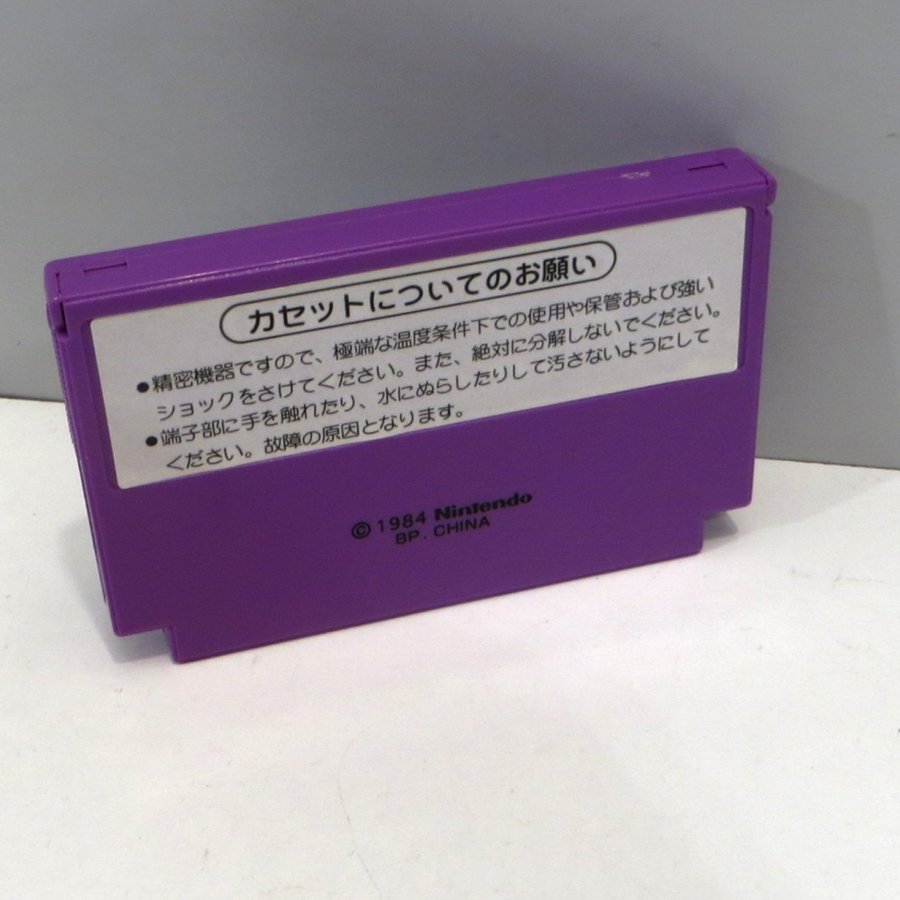 カセットについてのお願い
●精密機器ですので、極端な温度条件下での使用や保管および強い
ショックをさけてください。また、絶対に分解しないでください。
●端子部に手を触れたり、水にぬらしたりして汚さないようにして
ください。故障の原因となります。
© 1984 Nintendo
BP. CHINA